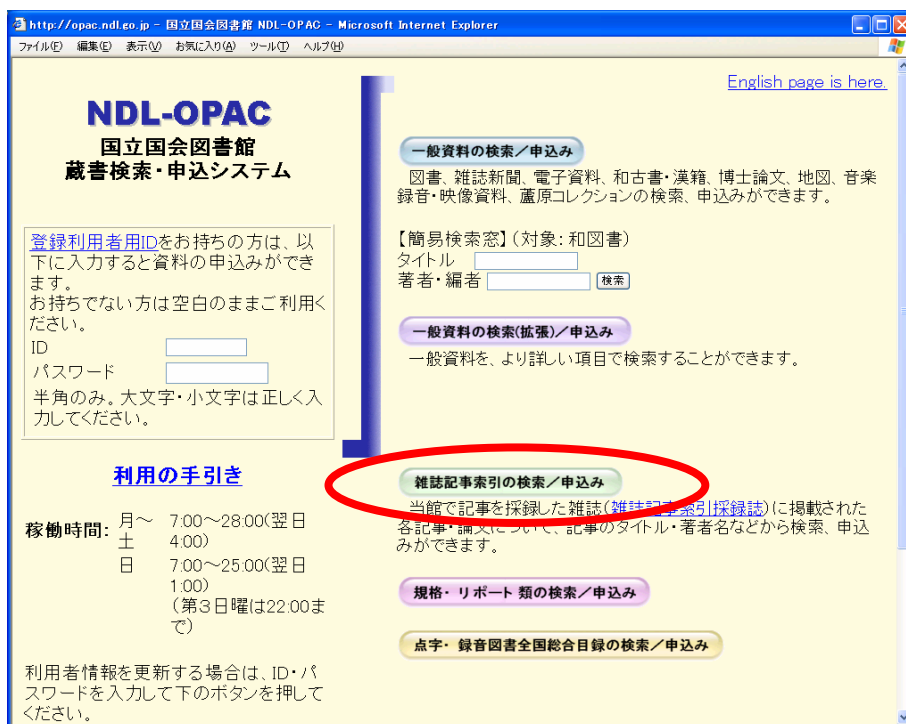 http://opac.ndl.go.jp - 国立国会図書館 NDL-OPAC - Microsoft Internet Explorer
ファイル(F) 編集(E) 表示(V) お気に入り(A) ツール(T) ヘルプ(H)
English page is here.
NDL-OPAC
国立国会図書館
蔵書検索・申込システム
登録利用者用IDをお持ちの方は、以
下に入力すると資料の申込みができ
ます。
お持ちでない方は空白のままご利用く
ださい。
ID
パスワード
半角のみ。大文字・小文字は正しく入
力してください。
利用の手引き
稼働時間: 月~土 7:00~28:00(翌日
4:00)
日 7:00~25:00(翌日
1:00)
(第3日曜は22:00ま
で)
利用者情報を更新する場合は、ID・パ
スワードを入力して下のボタンを押して
ください。
一般資料の検索/申込み
図書、雑誌新聞、電子資料、和古書・漢籍、博士論文、地図、音楽
録音・映像資料、蘆原コレクションの検索、申込みができます。
【簡易検索窓】(対象:和図書)
タイトル
著者・編者 検索
一般資料の検索(拡張)/申込み
一般資料を、より詳しい項目で検索することができます。
雑誌記事索引の検索/申込み
当館で記事を採録した雑誌(雑誌記事索引採録誌)に掲載された
各記事・論文について、記事のタイトル・著者名などから検索、申込
みができます。
規格・リポート類の検索/申込み
点字・録音図書全国総合目録の検索/申込み